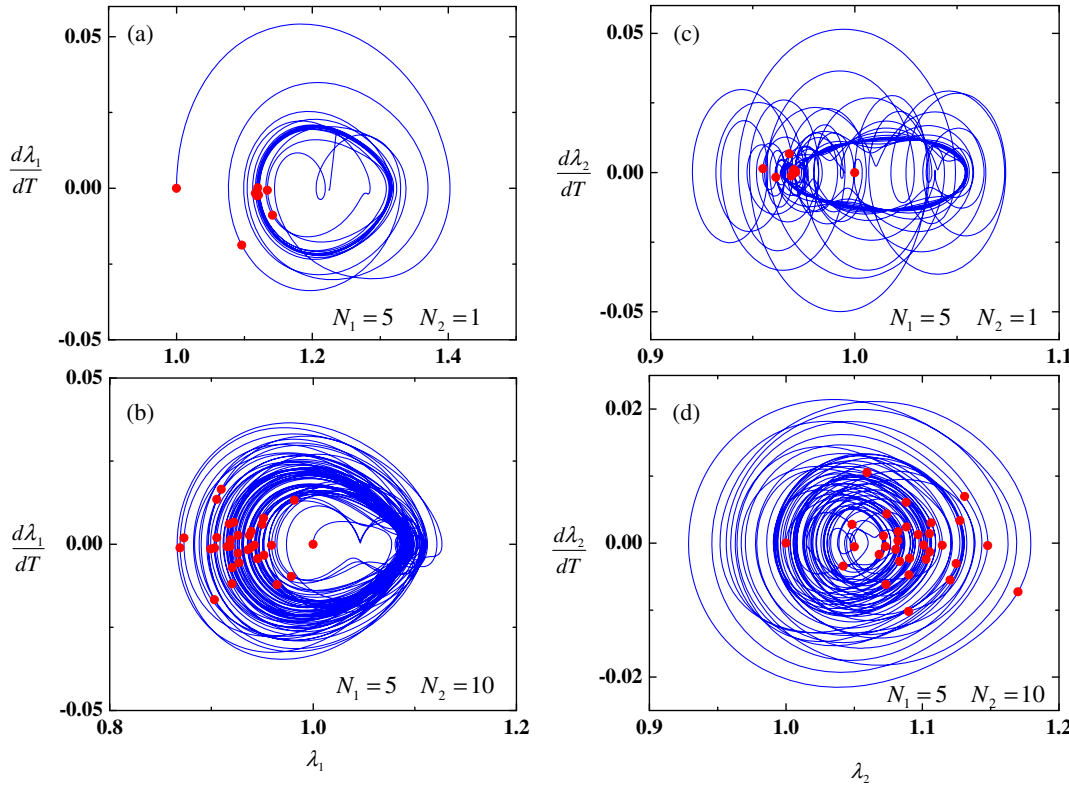 (a)
0.05
0.00
-0.05
dλ₁
dT
N₁ = 5 N₂ = 1
1.0 1.2 1.4
(c)
0.05
0.00
-0.05
dλ₂
dT
N₁ = 5 N₂ = 1
0.9 1.0 1.1
(b)
0.05
0.00
-0.05
dλ₁
dT
N₁ = 5 N₂ = 10
0.8 1.0 1.2
λ₁
(d)
0.02
0.00
-0.02
dλ₂
dT
N₁ = 5 N₂ = 10
0.9 1.0 1.1 1.2
λ₂